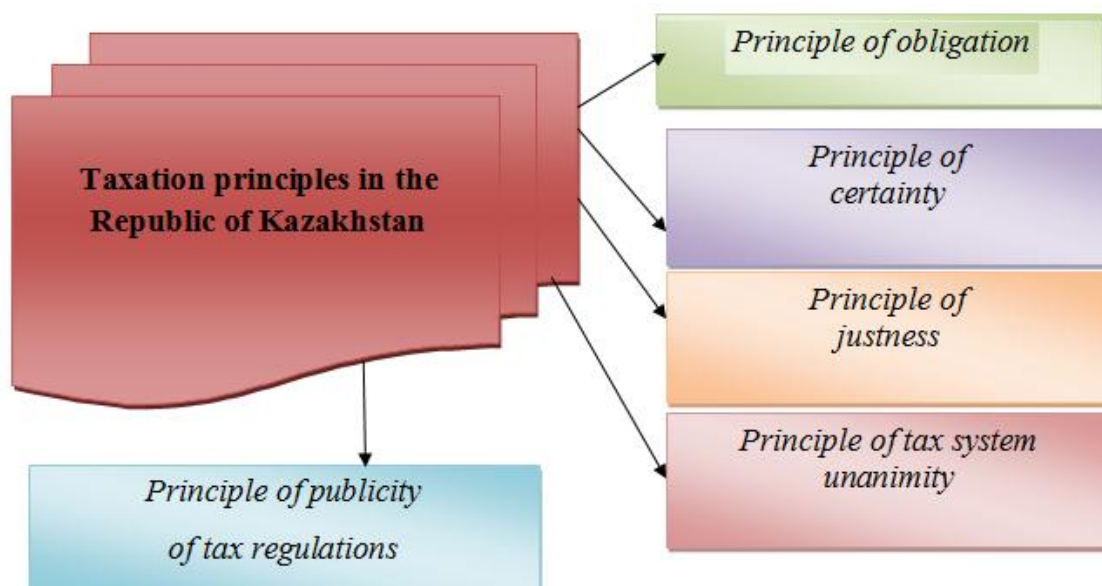 Taxation principles in the
Republic of Kazakhstan
Principle of obligation
Principle of
certainty
Principle of
justness
Principle of tax system
unanimity
Principle of publicity
of tax regulations